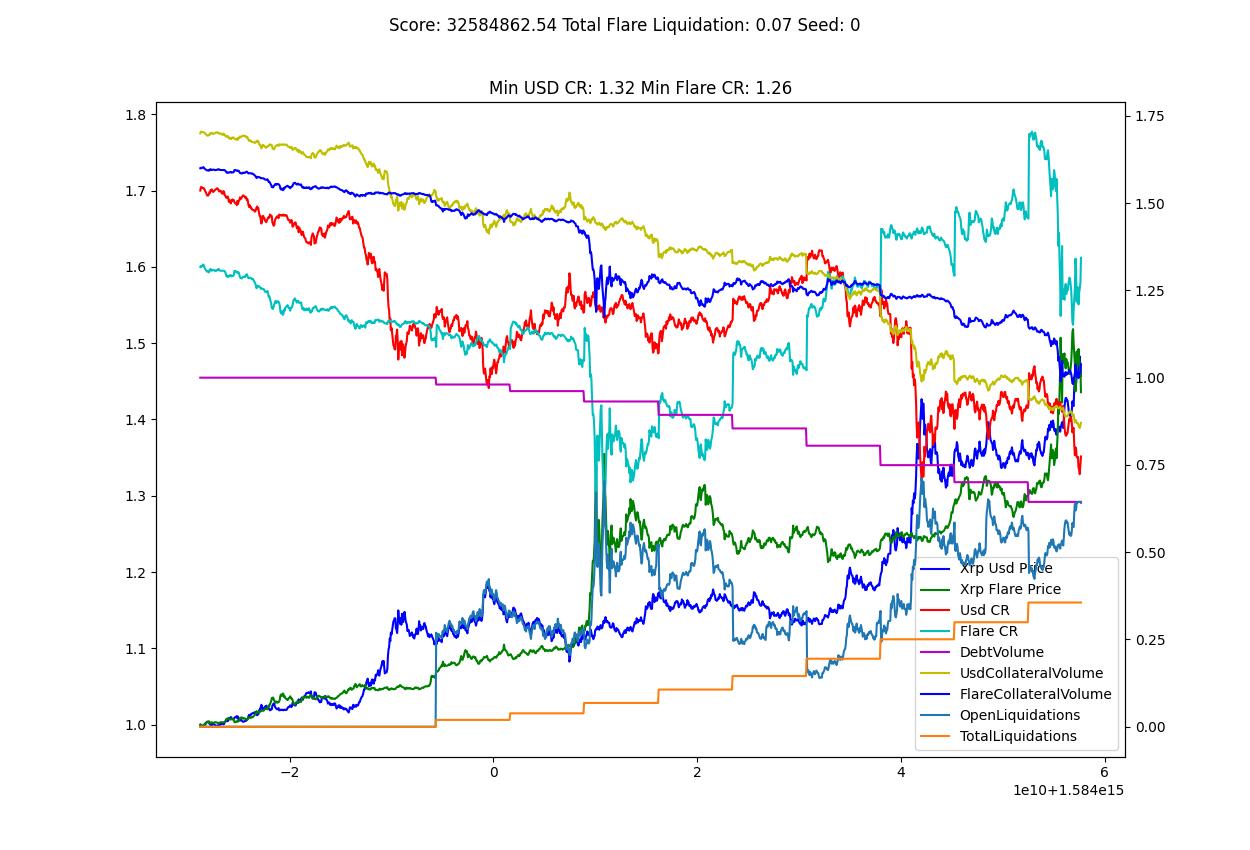 Score: 32584862.54 Total Flare Liquidation: 0.07 Seed: 0
Min USD CR: 1.32 Min Flare CR: 1.26
1.8
1.7
1.6
1.5
1.4
1.3
1.2
1.1
1.0
1.75
1.50
1.25
1.00
0.75
0.50
0.25
0.00
Xrp Usd Price
Xrp Flare Price
Usd CR
Flare CR
DebtVolume
UsdCollateralVolume
FlareCollateralVolume
OpenLiquidations
TotalLiquidations
−2 0 2 4 6
1e10+1.584e15